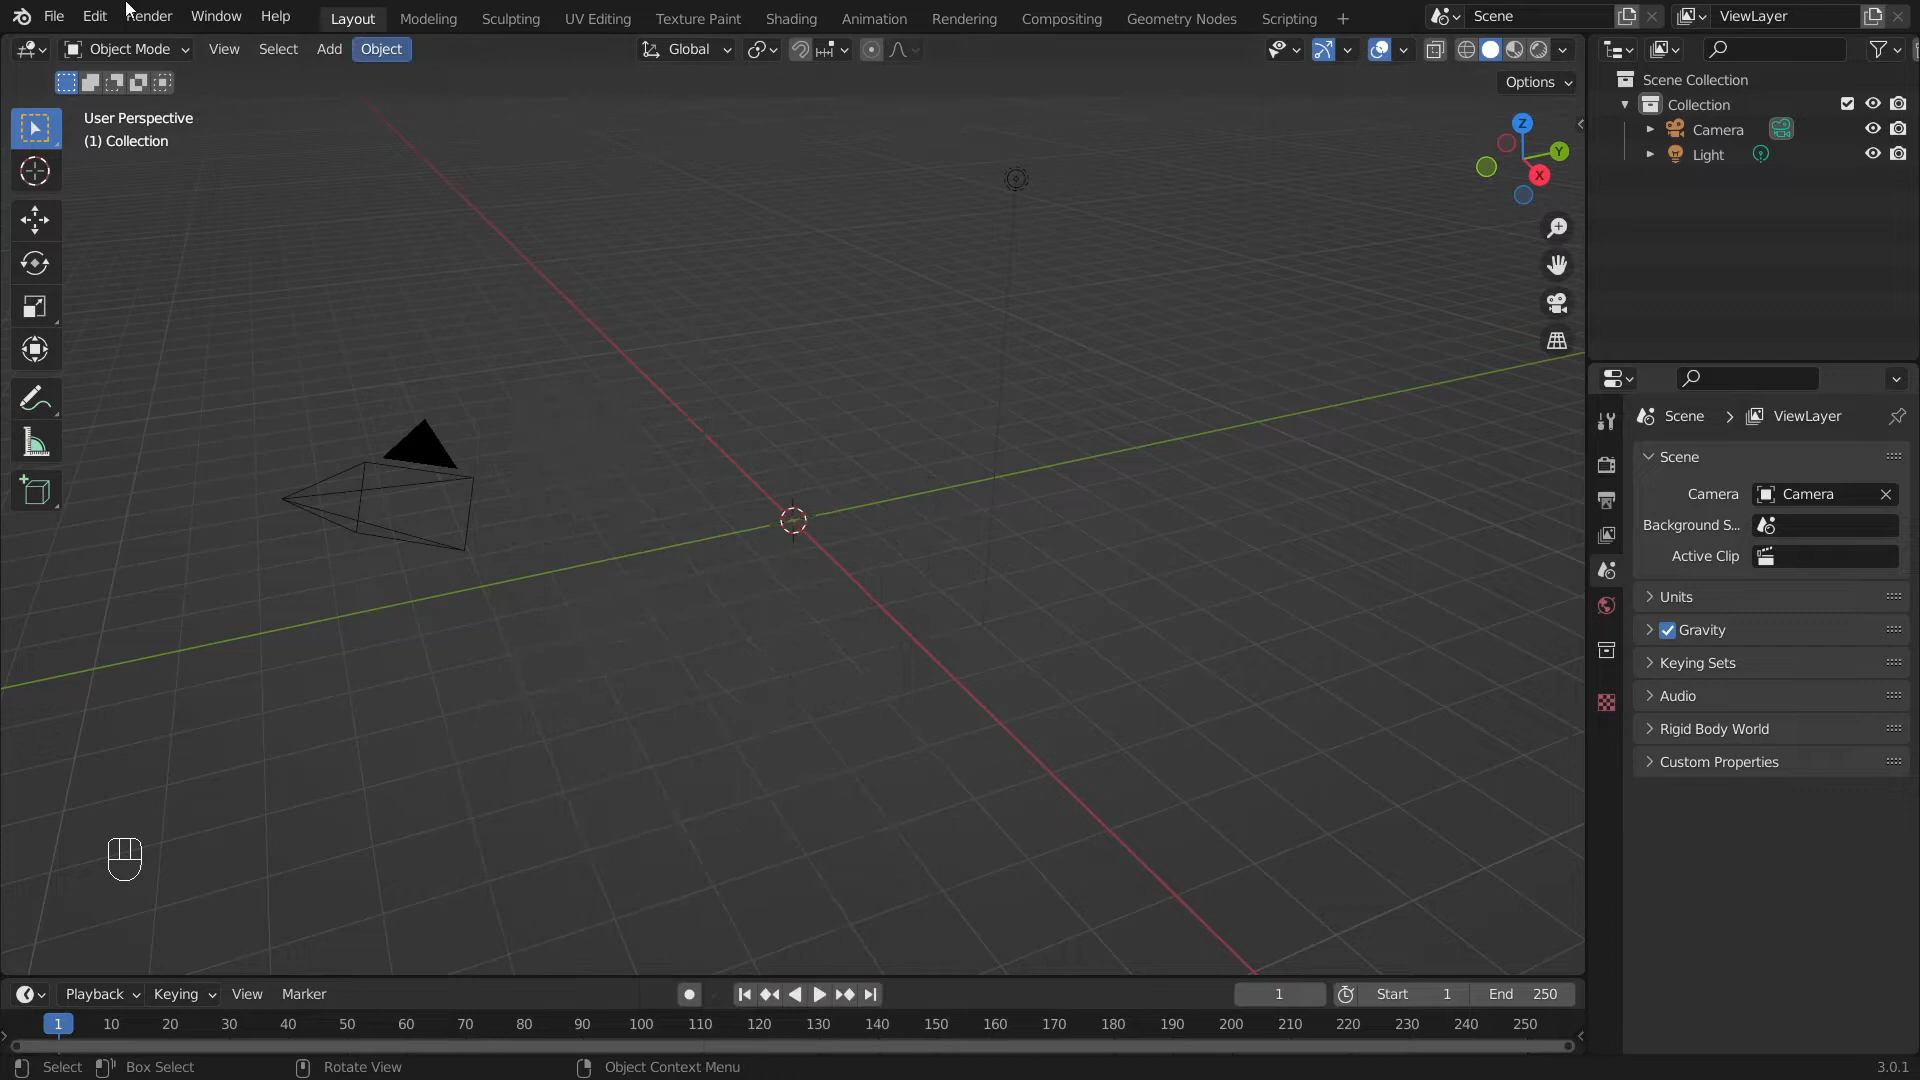 File Edit Render Window Help Layout Modeling Sculpting UV Editing Texture Paint Shading Animation Rendering Compositing Geometry Nodes Scripting + Scene ViewLayer
Object Mode View Select Add Object Global
Options
User Perspective
(1) Collection
Z
Y
X
Scene Collection
Collection
Camera
Light
Scene > ViewLayer
Scene
Camera Camera
Background S...
Active Clip
Units
Gravity
Keying Sets
Audio
Rigid Body World
Custom Properties
Playback Keying View Marker 1 Start 1 End 250
1 10 20 30 40 50 60 70 80 90 100 110 120 130 140 150 160 170 180 190 200 210 220 230 240 250
Select Box Select Rotate View Object Context Menu 3.0.1